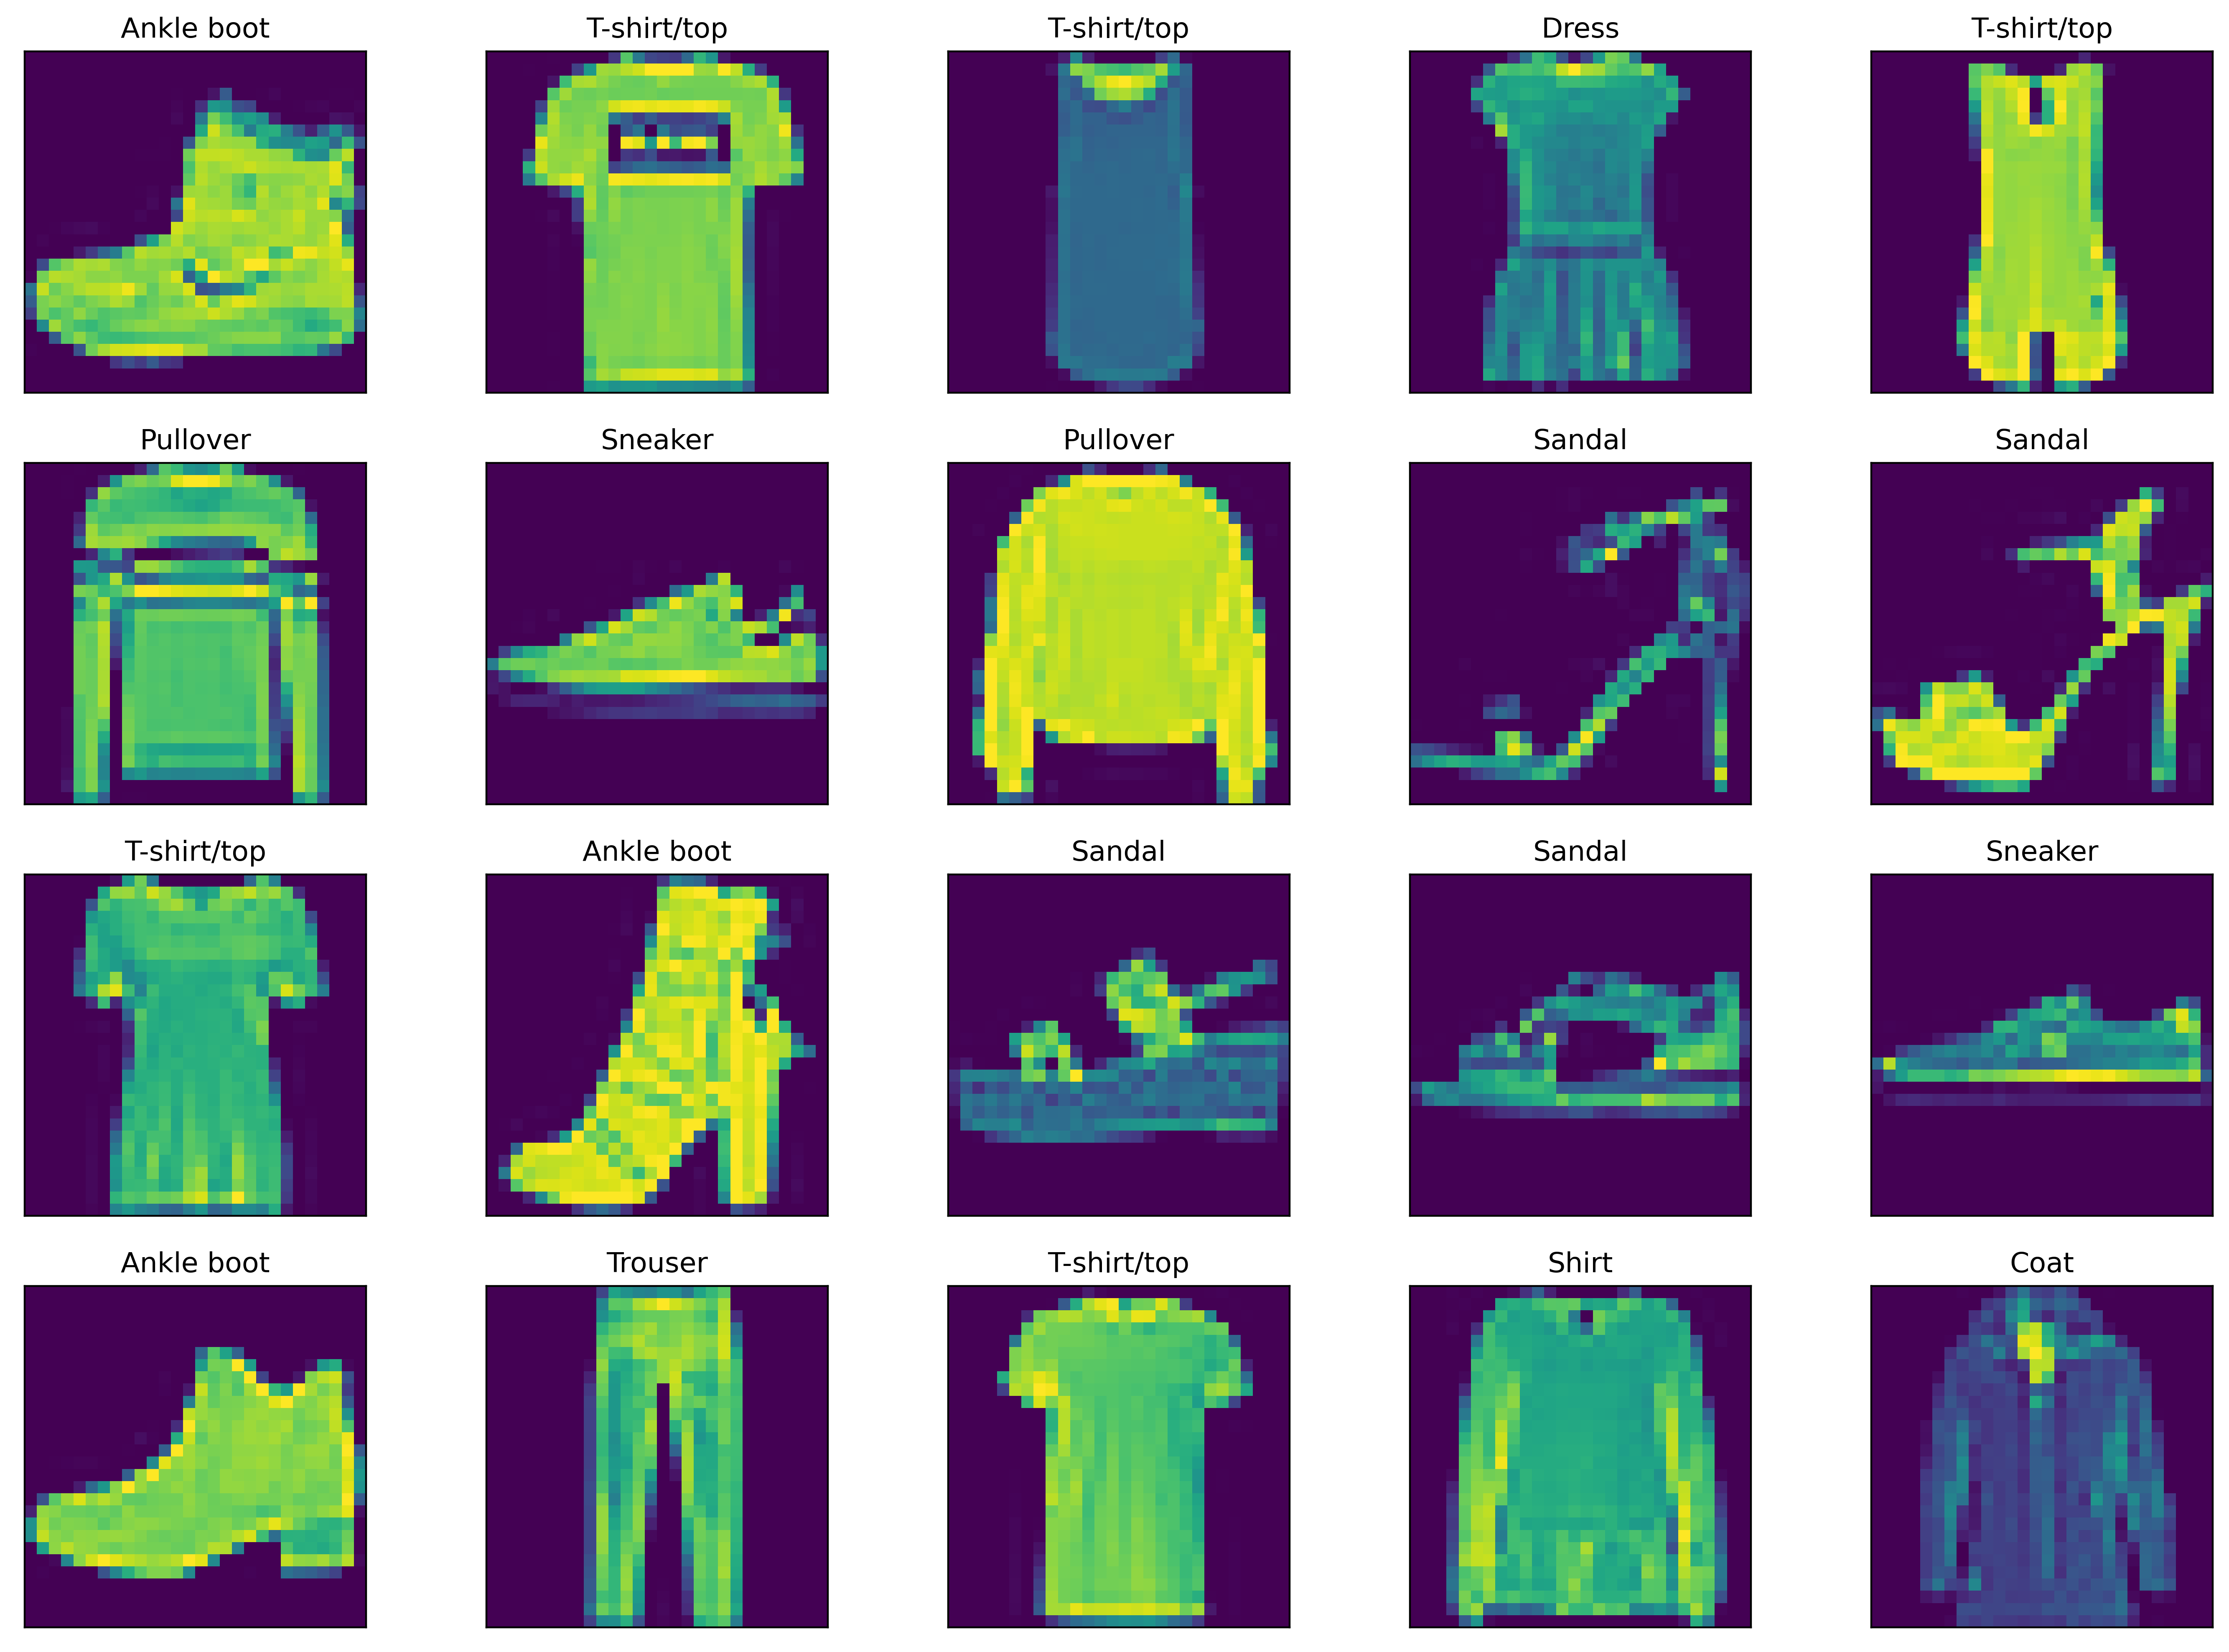 Ankle boot
T-shirt/top
T-shirt/top
Dress
T-shirt/top
Pullover
Sneaker
Pullover
Sandal
Sandal
T-shirt/top
Ankle boot
Sandal
Sandal
Sneaker
Ankle boot
Trouser
T-shirt/top
Shirt
Coat